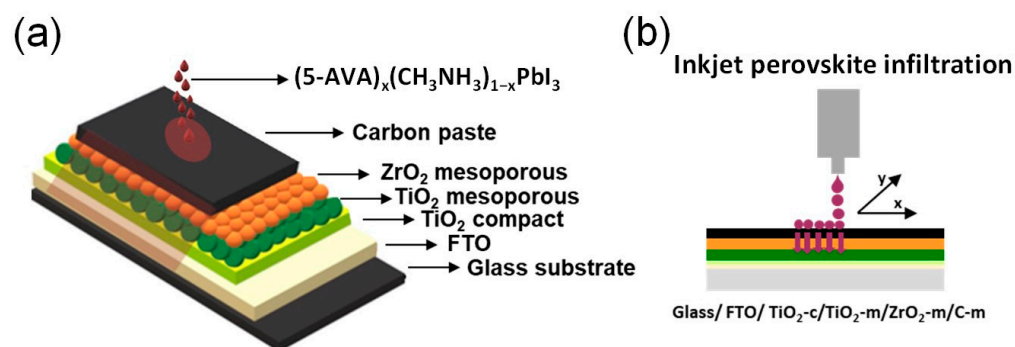 (a)
(5-AVA)ₓ(CH₃NH₃)₁₋ₓPbI₃
Carbon paste
ZrO₂ mesoporous
TiO₂ mesoporous
TiO₂ compact
FTO
Glass substrate
(b)
Inkjet perovskite infiltration
y
x
Glass/ FTO/ TiO₂-c/TiO₂-m/ZrO₂-m/C-m